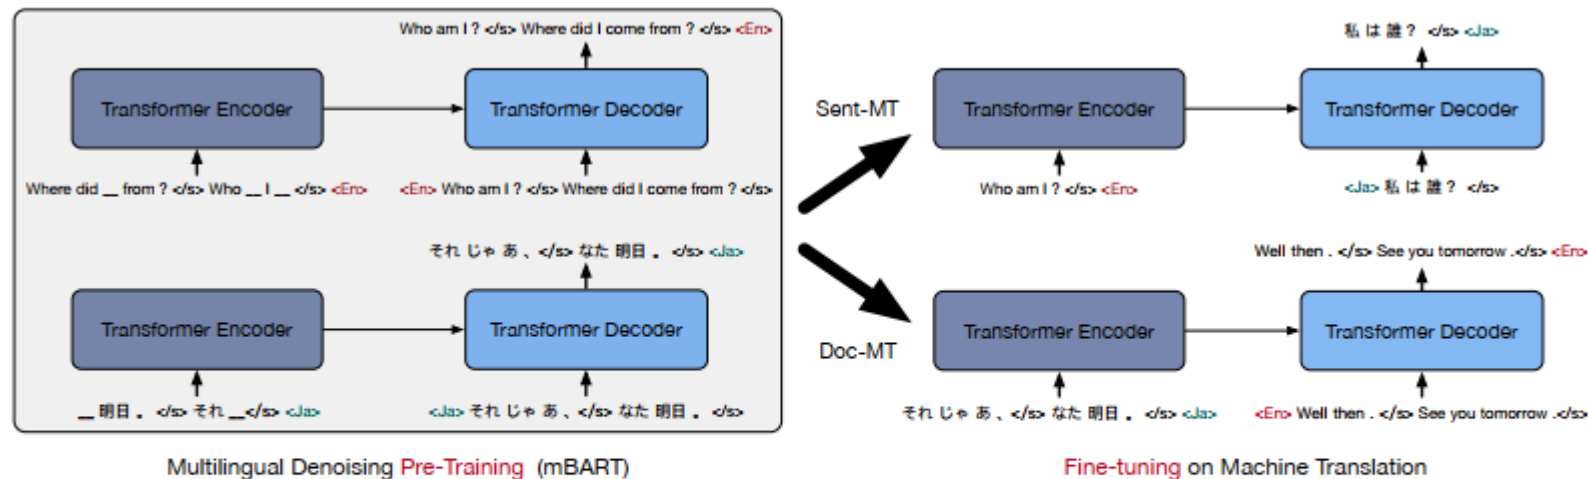 Who am I ? </s> Where did I come from ? </s> <En>
Transformer Encoder
Transformer Decoder
Where did __ from ? </s> Who __ I __ </s> <En>
<En> Who am I ? </s> Where did I come from ? </s>
それ じゃ あ 、 </s> なた 明日 。 </s> <Ja>
Transformer Encoder
Transformer Decoder
__ 明日 。 </s> それ __ </s> <Ja>
<Ja> それ じゃ あ 、 </s> なた 明日 。 </s>
Multilingual Denoising Pre-Training (mBART)
Sent-MT
Doc-MT
私 は 誰 ? </s> <Ja>
Transformer Encoder
Transformer Decoder
Who am I ? </s> <En>
<Ja> 私 は 誰 ? </s>
Well then . </s> See you tomorrow .</s> <En>
Transformer Encoder
Transformer Decoder
それ じゃ あ 、 </s> なた 明日 。 </s> <Ja>
<En> Well then . </s> See you tomorrow .</s>
Fine-tuning on Machine Translation